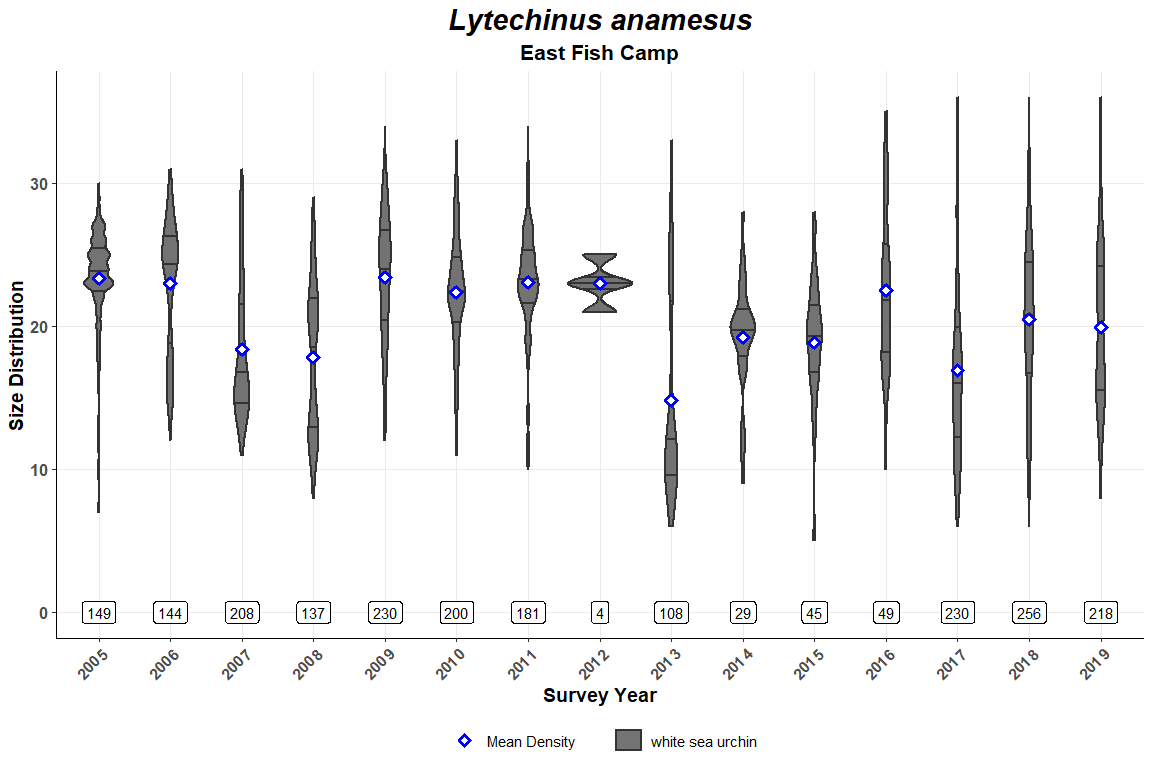 Lytechinus anamesus
East Fish Camp
Size Distribution
30
20
10
0
149 144 208 137 230 200 181 4 108 29 45 49 230 256 218
2005 2006 2007 2008 2009 2010 2011 2012 2013 2014 2015 2016 2017 2018 2019
Survey Year
Mean Density white sea urchin